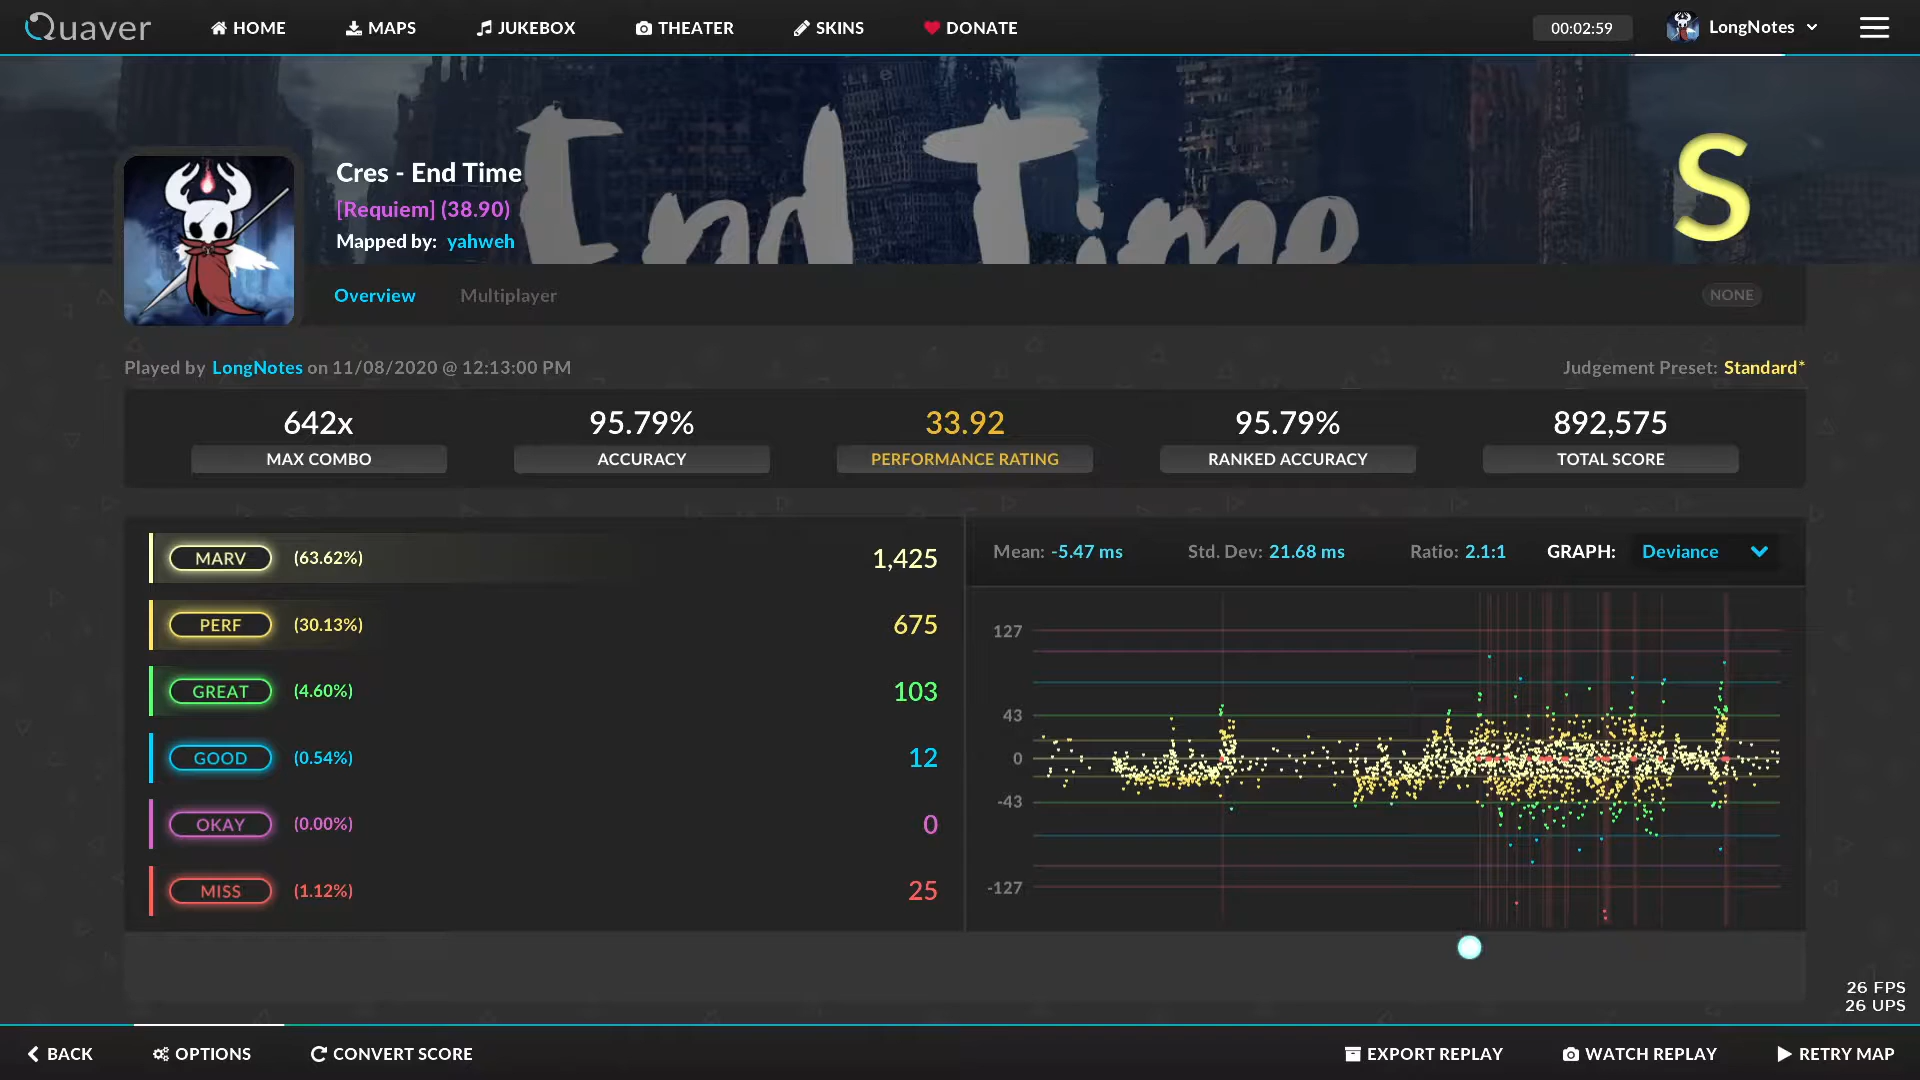 Quaver
HOME
MAPS
JUKEBOX
THEATER
SKINS
DONATE
00:02:59
LongNotes
End Time
S
Cres - End Time
[Requiem] (38.90)
Mapped by: yahweh
Overview
Multiplayer
NONE
Played by LongNotes on 11/08/2020 @ 12:13:00 PM
Judgement Preset: Standard*
642x
MAX COMBO
95.79%
ACCURACY
33.92
PERFORMANCE RATING
95.79%
RANKED ACCURACY
892,575
TOTAL SCORE
MARV (63.62%) 1,425
PERF (30.13%) 675
GREAT (4.60%) 103
GOOD (0.54%) 12
OKAY (0.00%) 0
MISS (1.12%) 25
Mean: -5.47 ms
Std. Dev: 21.68 ms
Ratio: 2.1:1
GRAPH: Deviance
127
43
0
-43
-127
26 FPS
26 UPS
BACK
OPTIONS
CONVERT SCORE
EXPORT REPLAY
WATCH REPLAY
RETRY MAP